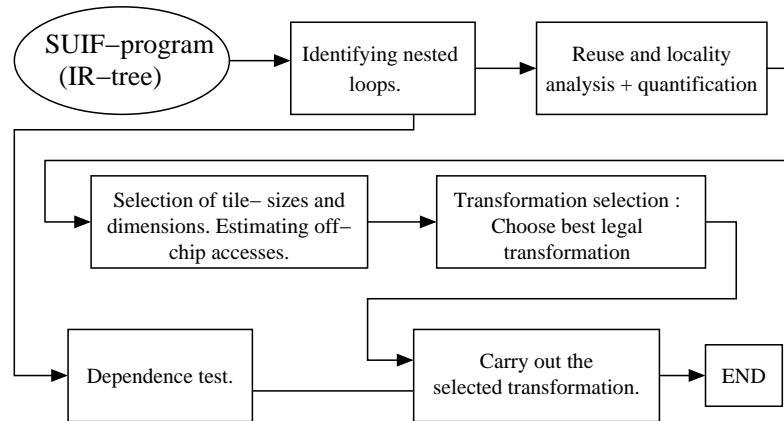 SUIF−program
(IR−tree)
Identifying nested
loops.
Reuse and locality
analysis + quantification
Selection of tile− sizes and
dimensions. Estimating off−
chip accesses.
Transformation selection :
Choose best legal
transformation
Dependence test.
Carry out the
selected transformation.
END